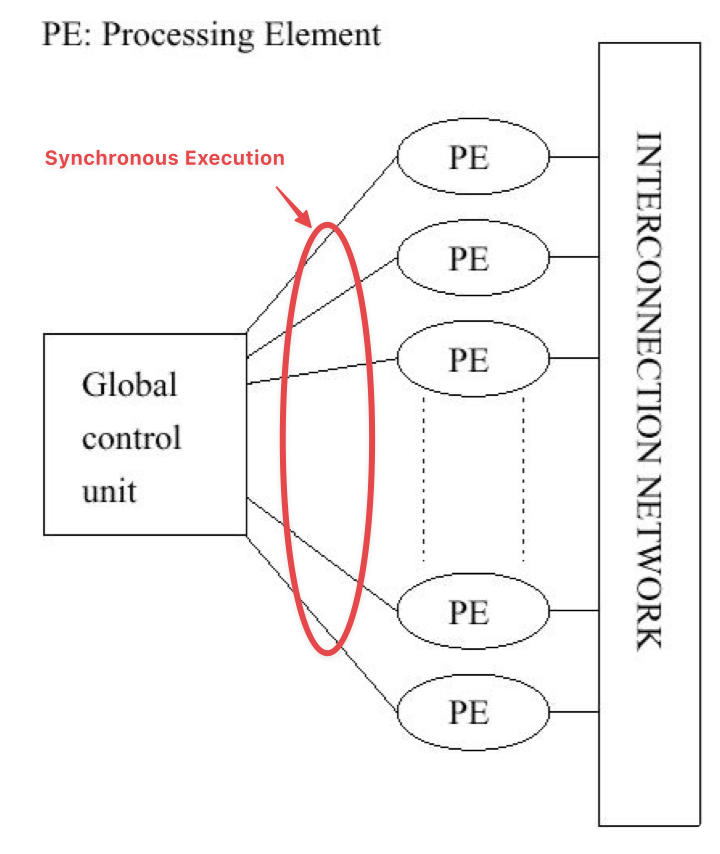 PE: Processing Element
Synchronous Execution
PE
PE
PE
Global
control
unit
PE
PE
INTERCONNECTION NETWORK